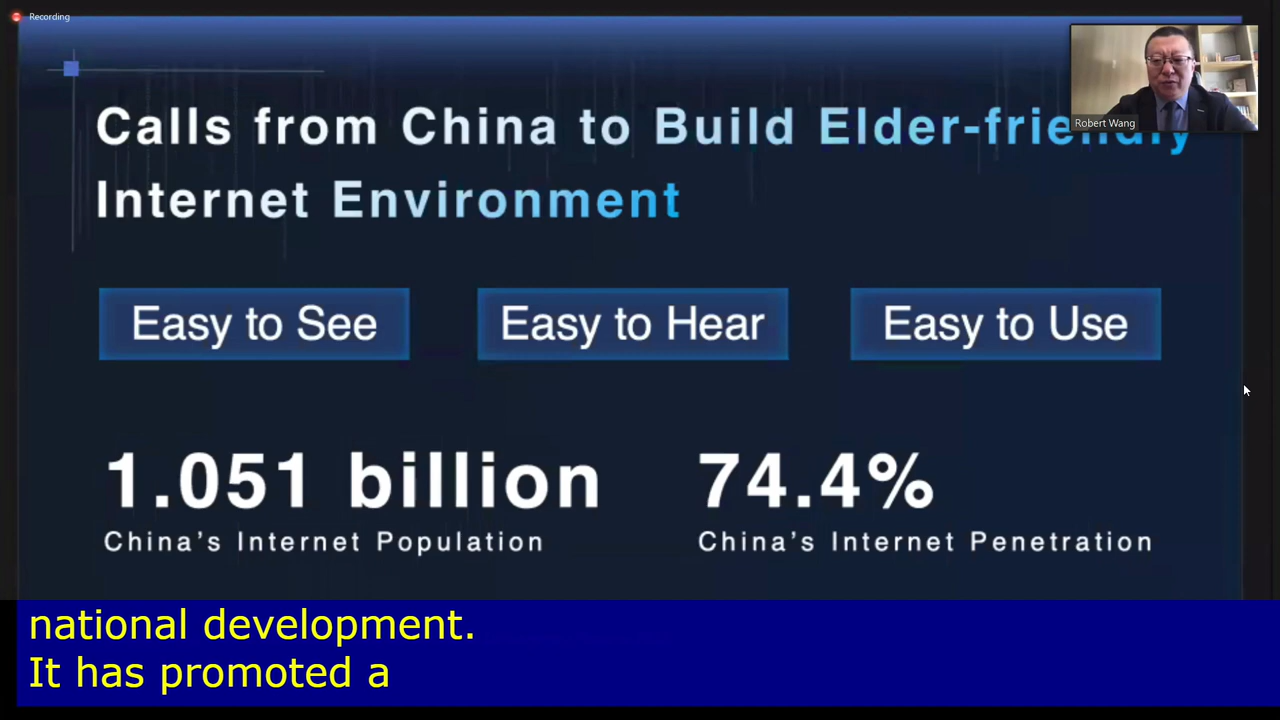 Recording
Calls from China to Build Elder-friendly
Internet Environment
Robert Wang
Easy to See
Easy to Hear
Easy to Use
1.051 billion
74.4%
China's Internet Population
China's Internet Penetration
national development.
It has promoted a